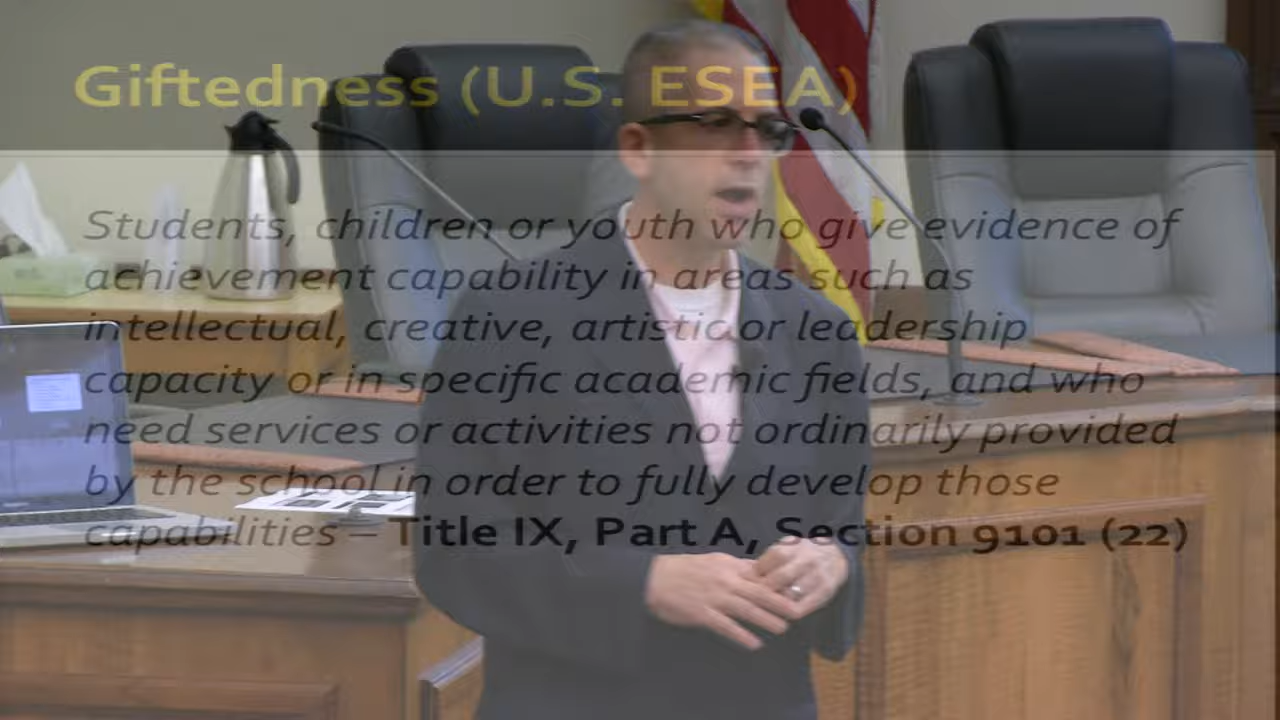 Giftedness (U.S. ESEA)
Students, children or youth who give evidence of
achievement capability in areas such as
intellectual, creative, artistic or leadership
capacity or in specific academic fields, and who
need services or activities not ordinarily provided
by the school in order to fully develop those
capabilities – Title IX, Part A, Section 9101 (22)